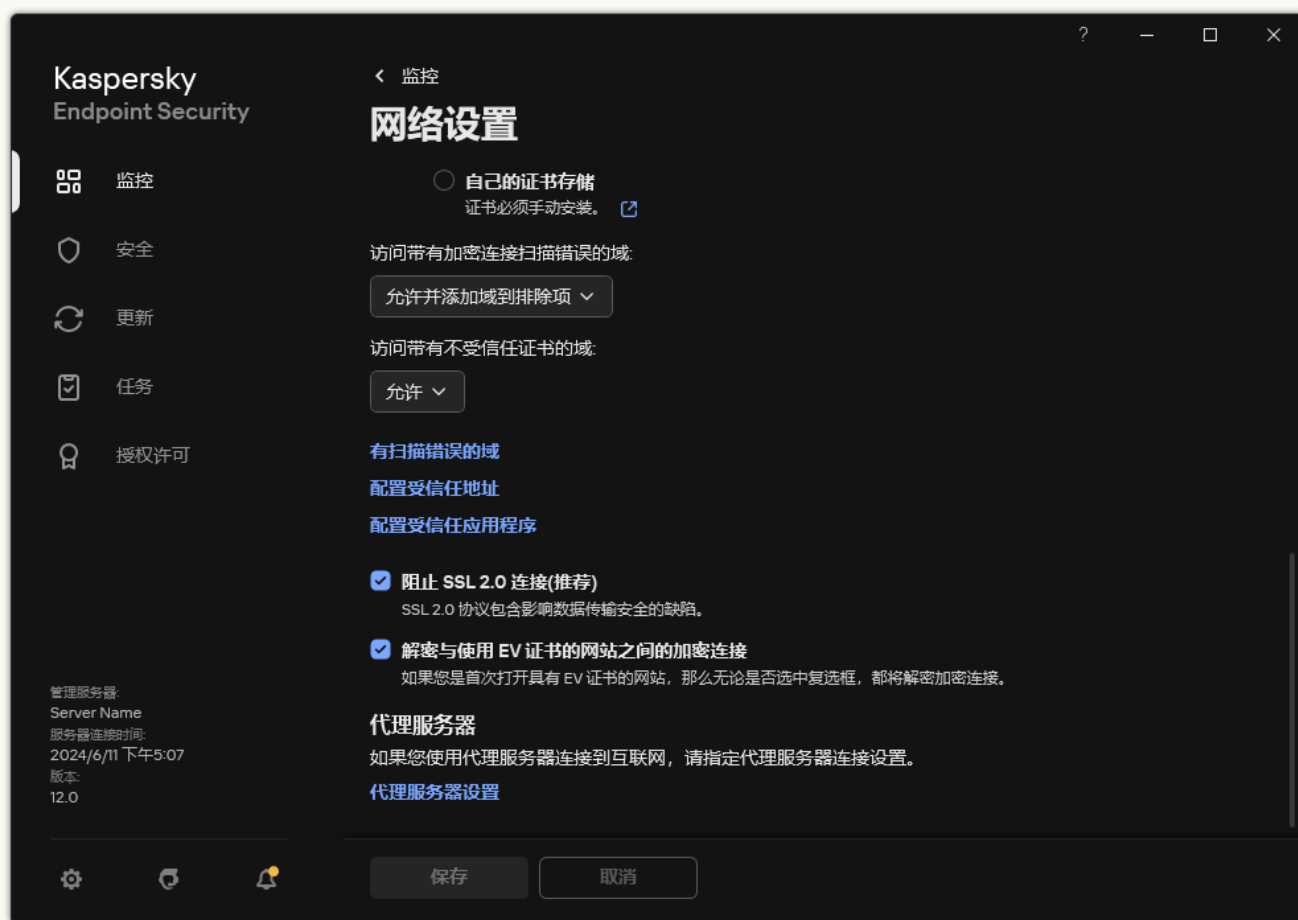 Kaspersky
Endpoint Security
监控
安全
更新
任务
授权许可
管理服务器:
Server Name
服务器连接时间:
2024/6/11 下午5:07
版本:
12.0
监控
网络设置
自己的证书存储
证书必须手动安装。
访问带有加密连接扫描错误的域:
允许并添加域到排除项
访问带有不受信任证书的域:
允许
有扫描错误的域
配置受信任地址
配置受信任应用程序
阻止 SSL 2.0 连接(推荐)
SSL 2.0 协议包含影响数据传输安全的缺陷。
解密与使用 EV 证书的网站之间的加密连接
如果您是首次打开具有 EV 证书的网站，那么无论是否选中复选框，都将解密加密连接。
代理服务器
如果您使用代理服务器连接到互联网，请指定代理服务器连接设置。
代理服务器设置
保存
取消